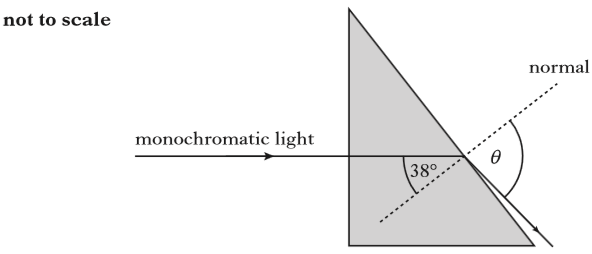 not to scale
normal
monochromatic light
38°
θ